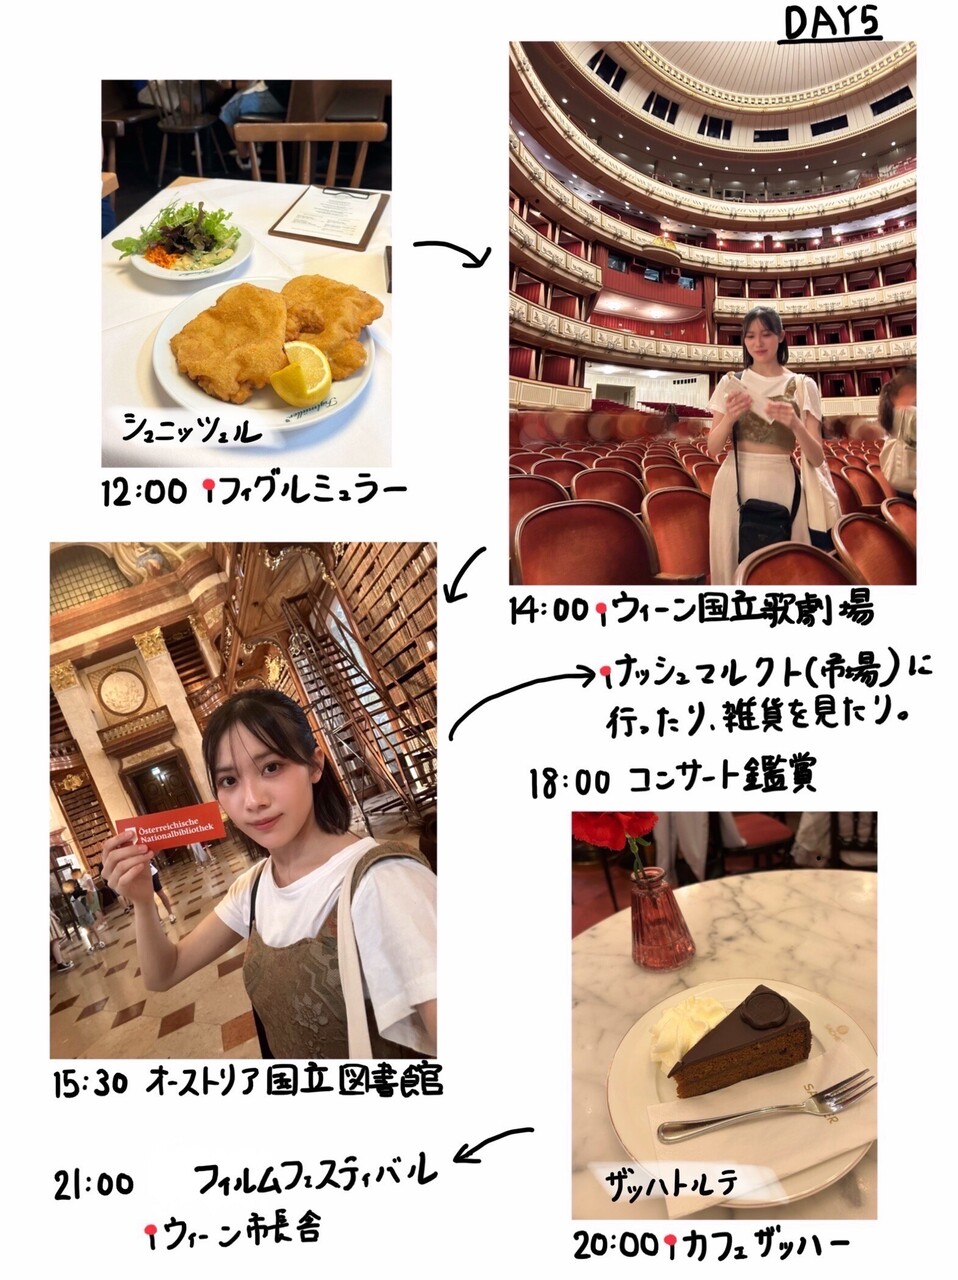 DAY5
シュニッツェル
Figlmüller
12:00 フィグルミュラー
14:00 ウィーン国立歌劇場
Österreichische
Nationalbibliothek
15:30 オーストリア国立図書館
ナッシュマルクト(市場)に
行ったり、雑貨を見たり。
18:00 コンサート鑑賞
SACHER
ザッハトルテ
20:00 カフェザッハー
21:00 フィルムフェスティバル
ウィーン市長舎